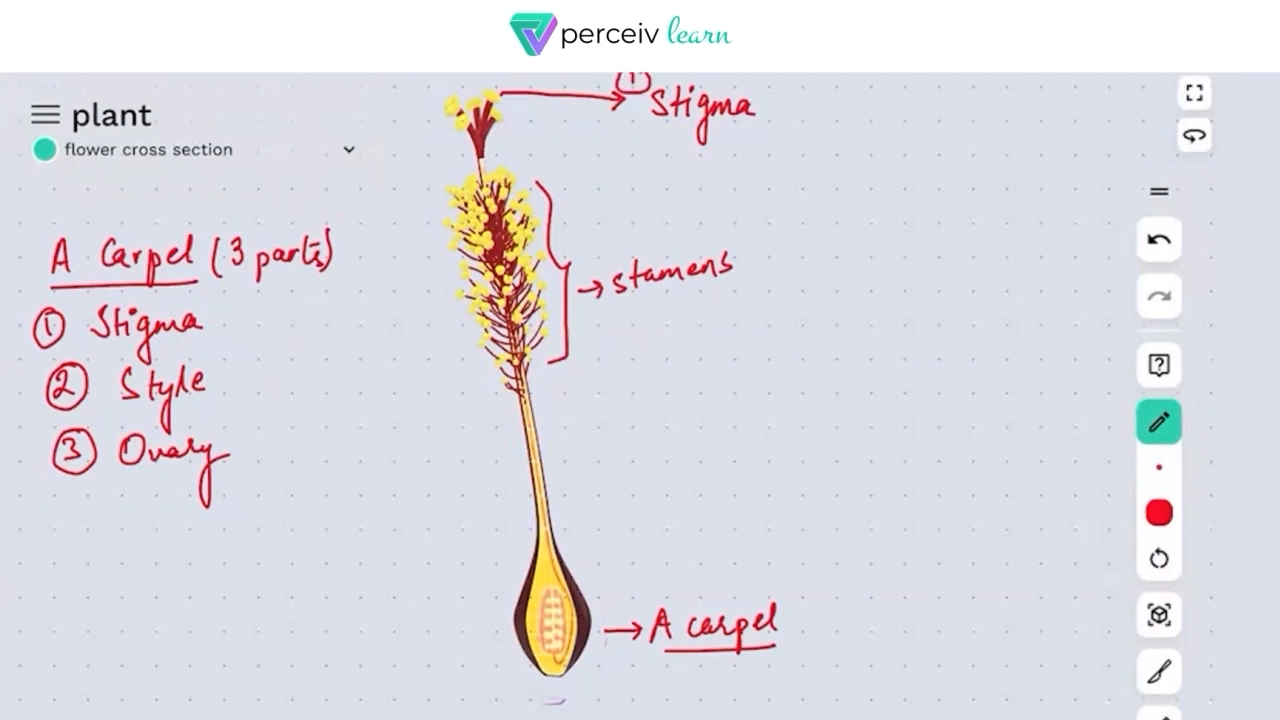 perceiv learn
plant
flower cross section
① Stigma
A Carpel (3 parts)
① Stigma
② Style
③ Ovary
→ stamens
→ A carpel